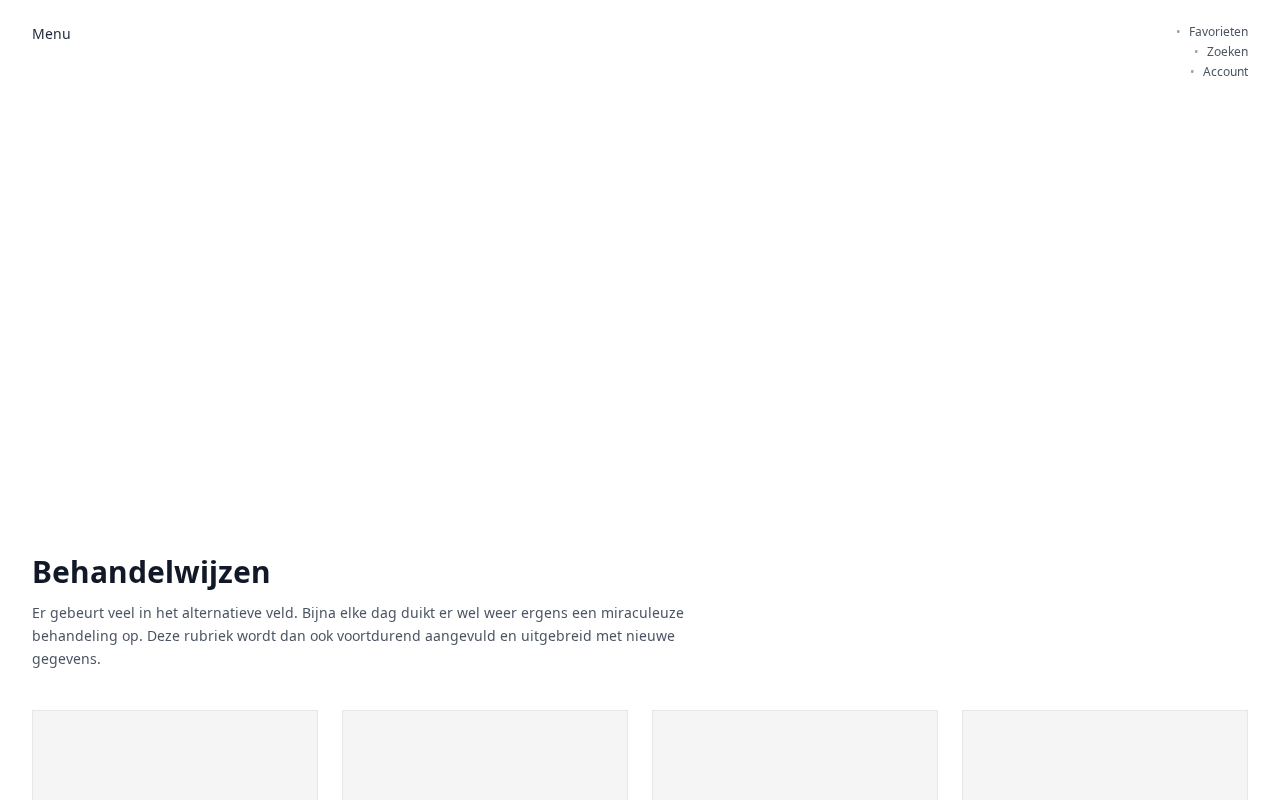 Menu
• Favorieten
• Zoeken
• Account
Behandelwijzen
Er gebeurt veel in het alternatieve veld. Bijna elke dag duikt er wel weer ergens een miraculeuze
behandeling op. Deze rubriek wordt dan ook voortdurend aangevuld en uitgebreid met nieuwe
gegevens.